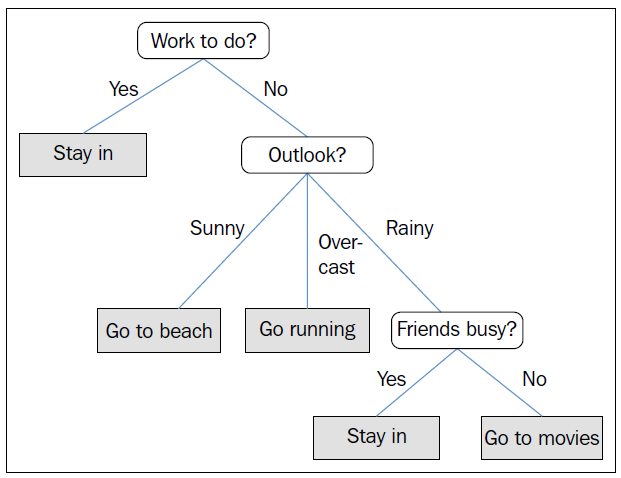 Work to do?
Yes
No
Stay in
Outlook?
Sunny
Over-
cast
Rainy
Go to beach
Go running
Friends busy?
Yes
No
Stay in
Go to movies